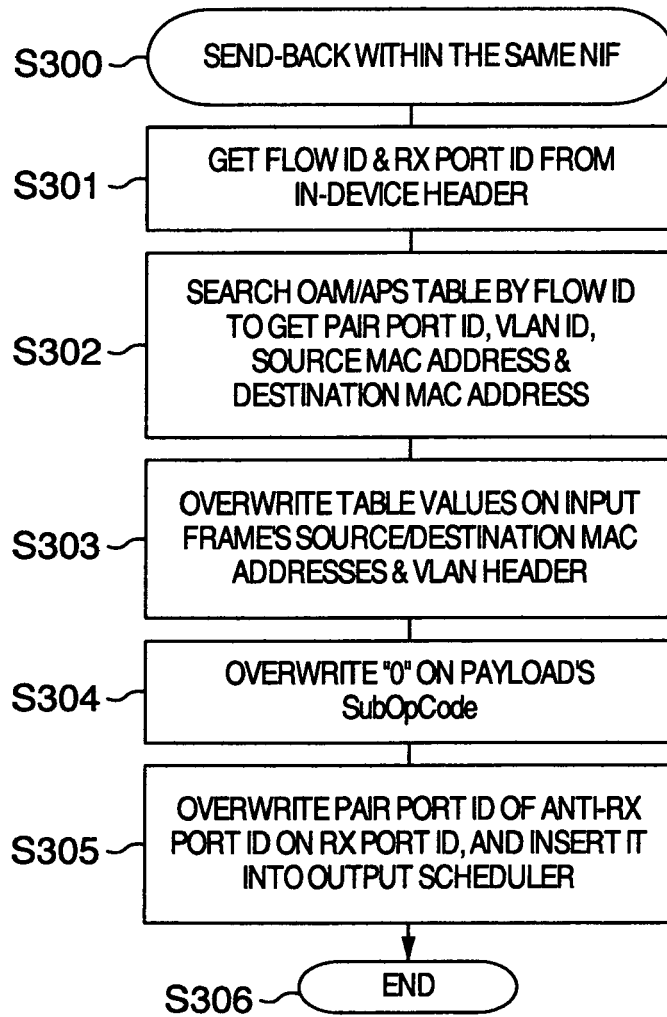 S300
SEND-BACK WITHIN THE SAME NIF
S301
GET FLOW ID & RX PORT ID FROM
IN-DEVICE HEADER
S302
SEARCH OAM/APS TABLE BY FLOW ID
TO GET PAIR PORT ID, VLAN ID,
SOURCE MAC ADDRESS &
DESTINATION MAC ADDRESS
S303
OVERWRITE TABLE VALUES ON INPUT
FRAME'S SOURCE/DESTINATION MAC
ADDRESSES & VLAN HEADER
S304
OVERWRITE "0" ON PAYLOAD'S
SubOpCode
S305
OVERWRITE PAIR PORT ID OF ANTI-RX
PORT ID ON RX PORT ID, AND INSERT IT
INTO OUTPUT SCHEDULER
S306
END